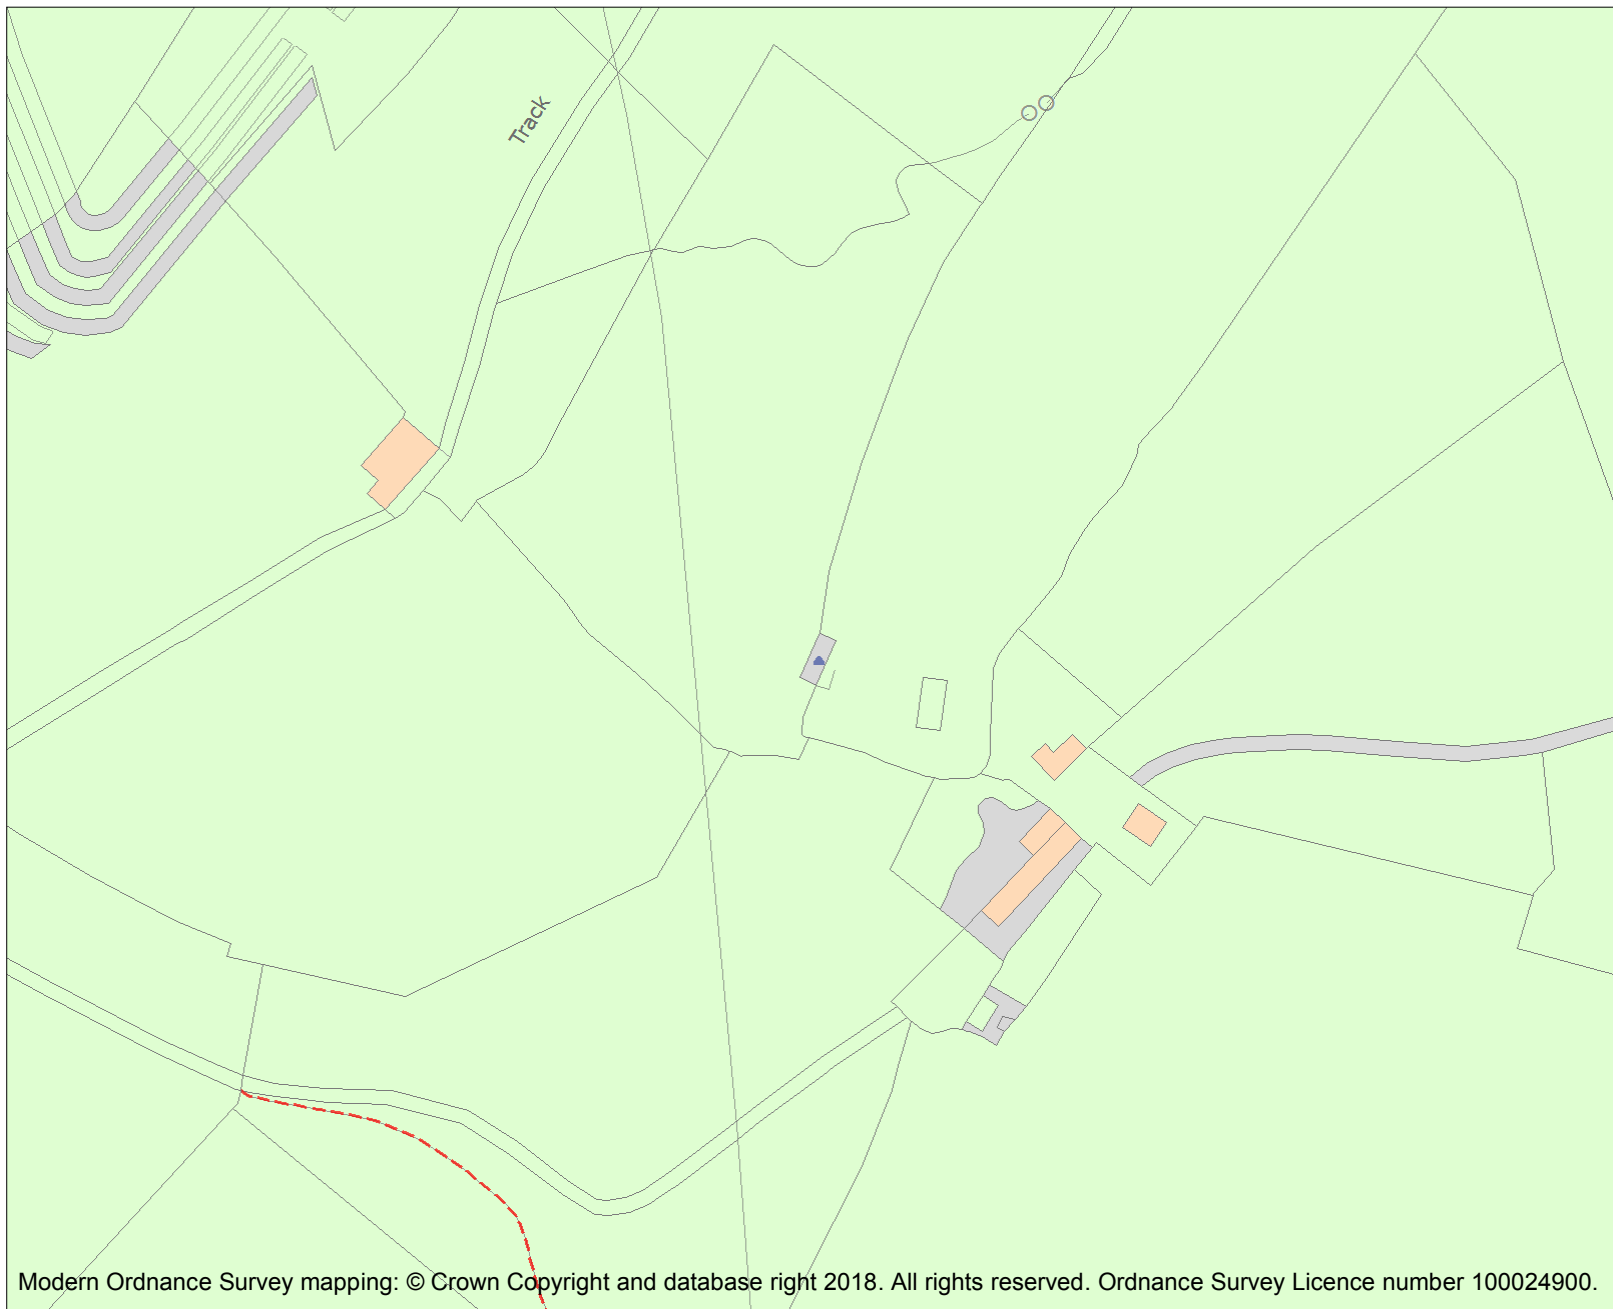 Track
Modern Ordnance Survey mapping: © Crown Copyright and database right 2018. All rights reserved. Ordnance Survey Licence number 100024900.